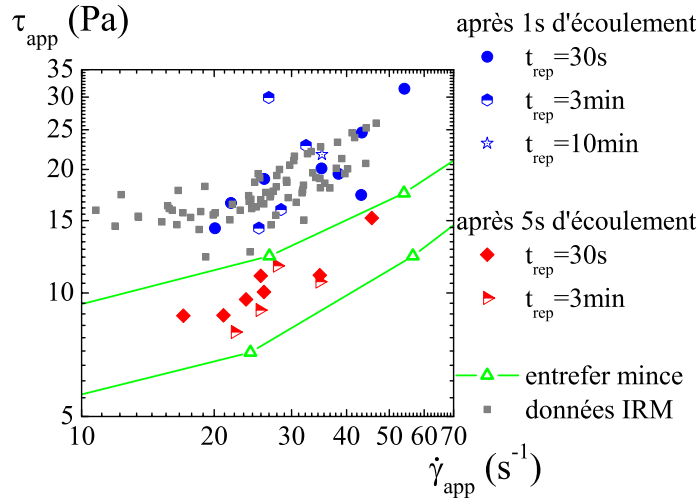 τapp (Pa)
35
30
25
20
15
10
5
10
20
30
40
50
60
70
γ̇app (s-1)
après 1s d'écoulement
trep=30s
trep=3min
trep=10min
après 5s d'écoulement
trep=30s
trep=3min
entrefer mince
données IRM